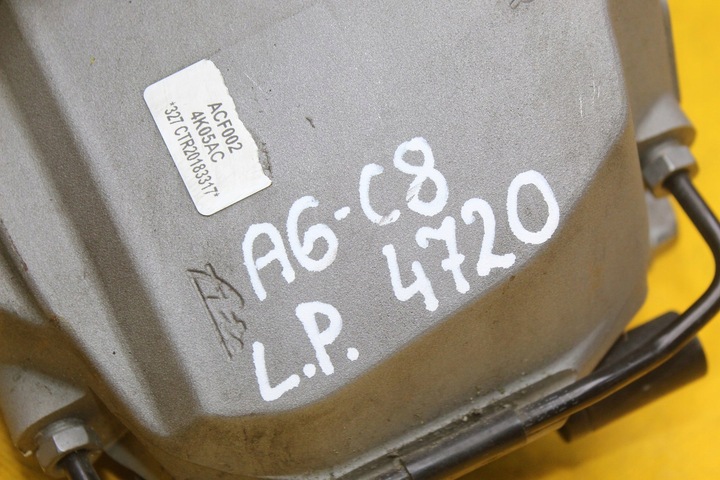 ACF002
4K05AC
*327 CTR20183317*
A6-C8
L.P. 4720